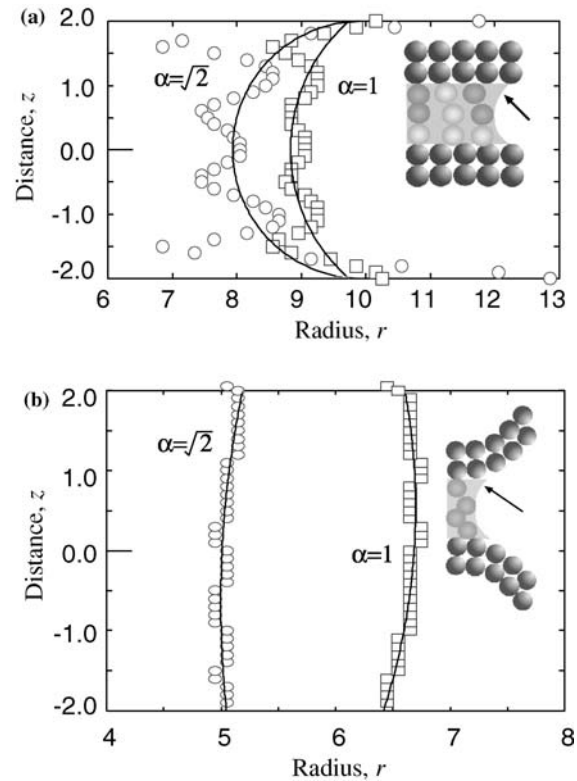 (a)
2.0
1.0
0.0
-1.0
-2.0
Distance, z
α=√2
α=1
6 7 8 9 10 11 12 13
Radius, r
(b)
2.0
1.0
0.0
-1.0
-2.0
Distance, z
α=√2
α=1
4 5 6 7 8
Radius, r